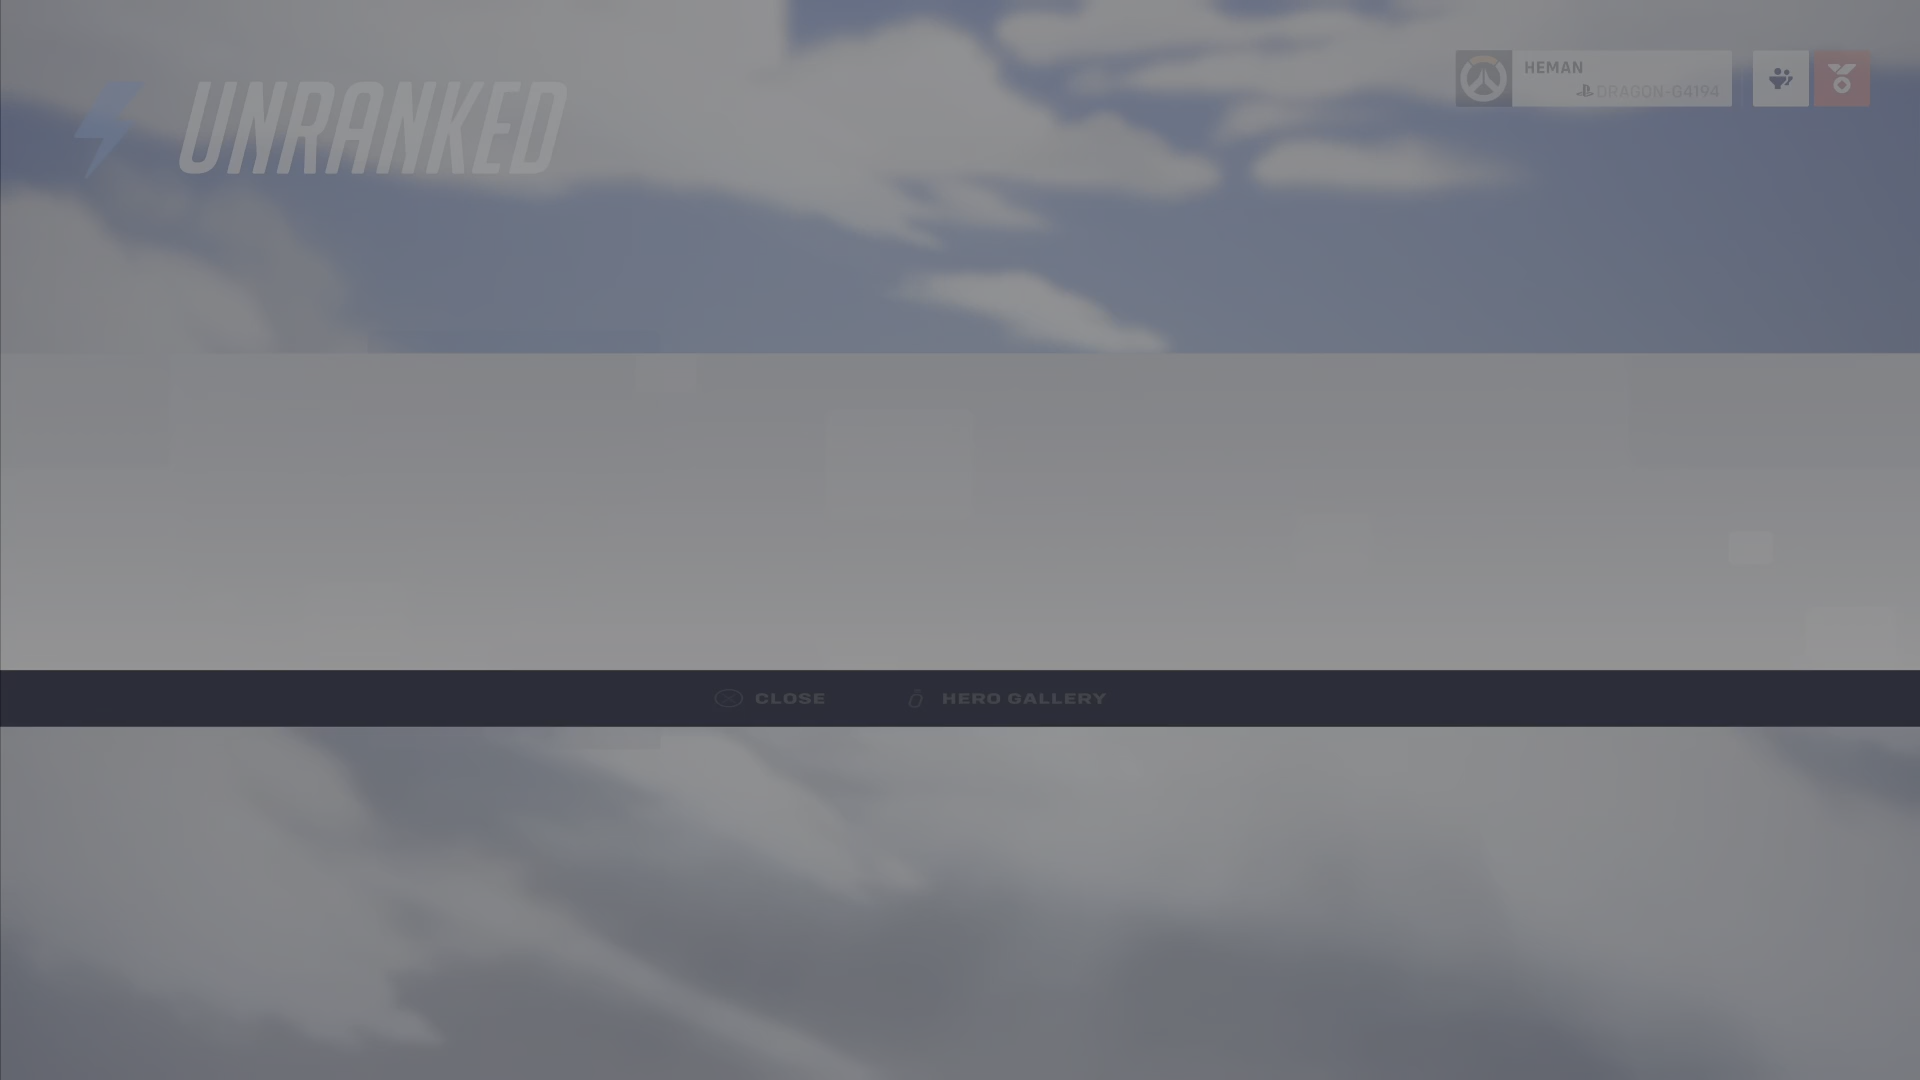 UNRANKED
HEMAN
DRAGON-G4194
CLOSE
HERO GALLERY